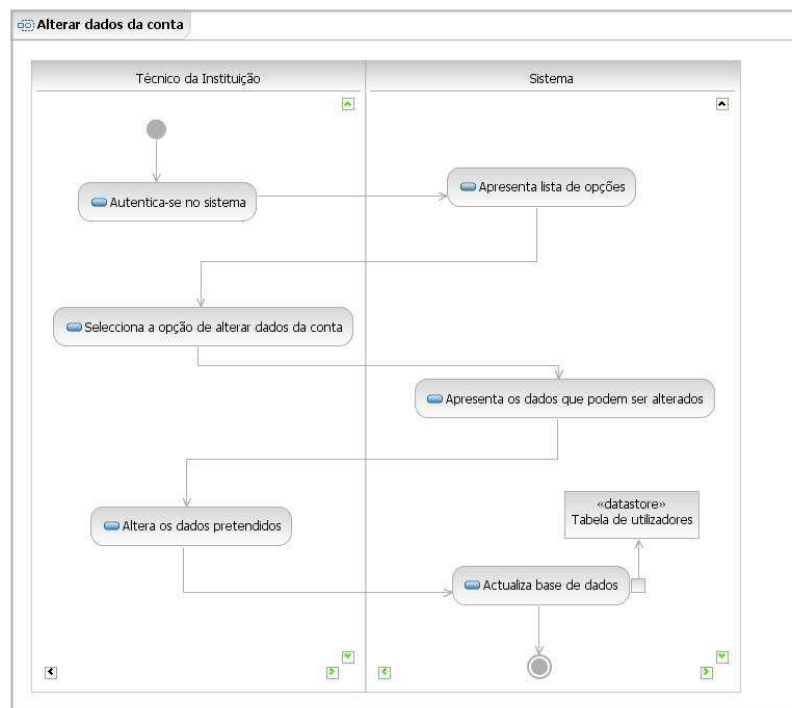 Alterar dados da conta
Técnico da Instituição
Sistema
Autentica-se no sistema
Apresenta lista de opções
Selecciona a opção de alterar dados da conta
Apresenta os dados que podem ser alterados
«datastore»
Tabela de utilizadores
Altera os dados pretendidos
Actualiza base de dados